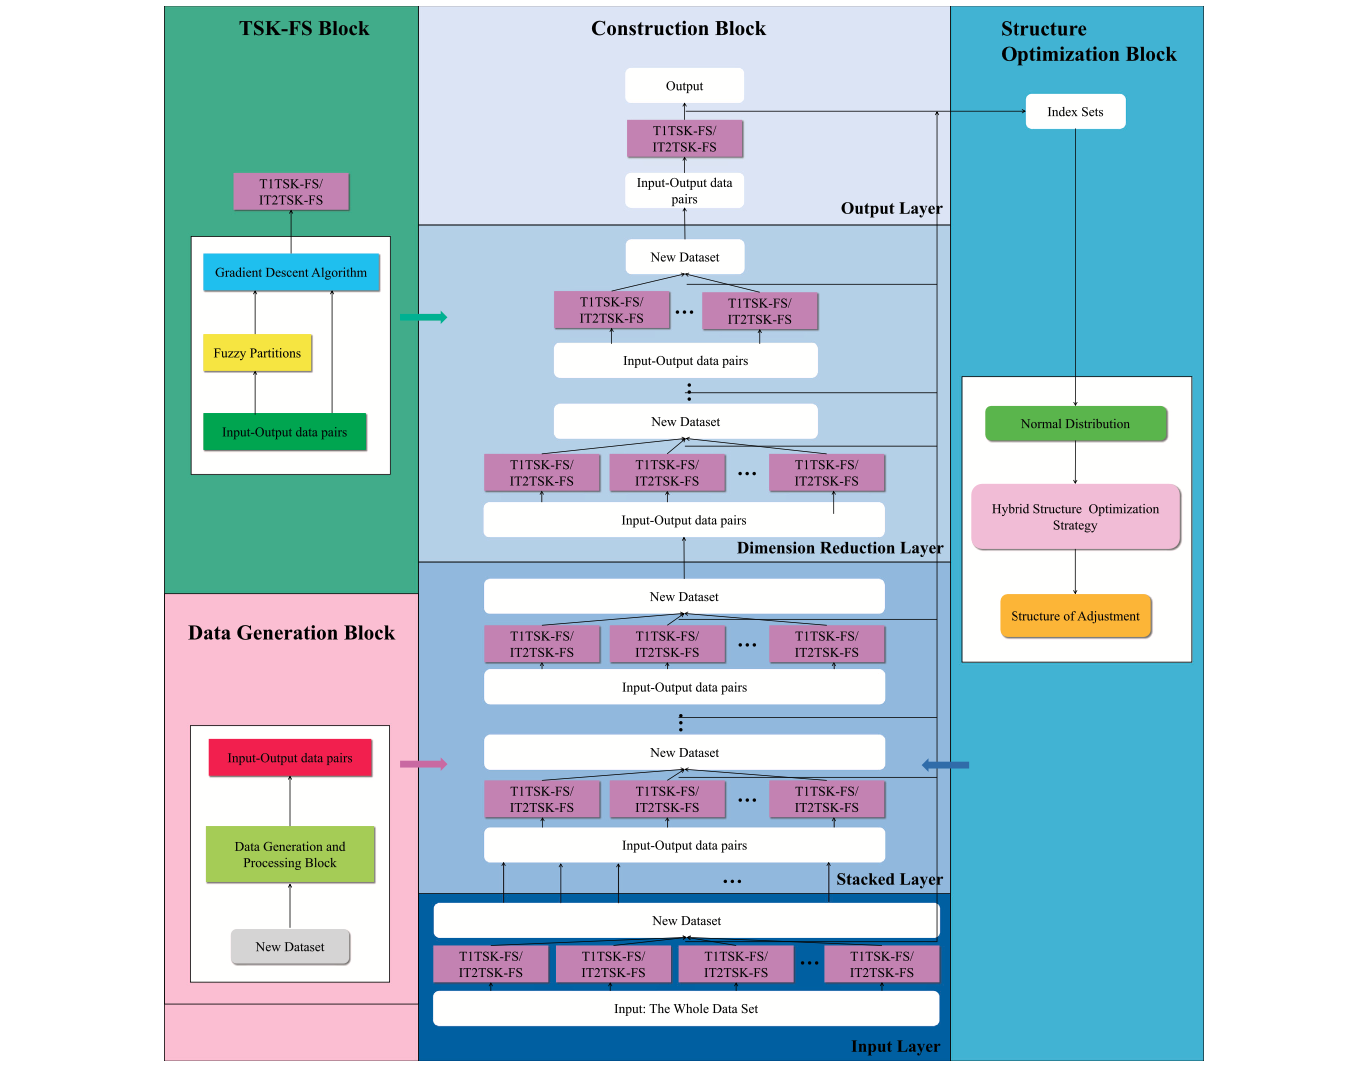 TSK-FS Block
T1TSK-FS/
IT2TSK-FS
Gradient Descent Algorithm
Fuzzy Partitions
Input-Output data pairs
Data Generation Block
Input-Output data pairs
Data Generation and
Processing Block
New Dataset
Construction Block
Output
T1TSK-FS/
IT2TSK-FS
Input-Output data
pairs
Output Layer
New Dataset
T1TSK-FS/
IT2TSK-FS
...
T1TSK-FS/
IT2TSK-FS
Input-Output data pairs
New Dataset
T1TSK-FS/
IT2TSK-FS
T1TSK-FS/
IT2TSK-FS
...
T1TSK-FS/
IT2TSK-FS
Input-Output data pairs
Dimension Reduction Layer
New Dataset
T1TSK-FS/
IT2TSK-FS
T1TSK-FS/
IT2TSK-FS
...
T1TSK-FS/
IT2TSK-FS
Input-Output data pairs
New Dataset
T1TSK-FS/
IT2TSK-FS
T1TSK-FS/
IT2TSK-FS
...
T1TSK-FS/
IT2TSK-FS
Input-Output data pairs
...
Stacked Layer
New Dataset
T1TSK-FS/
IT2TSK-FS
T1TSK-FS/
IT2TSK-FS
T1TSK-FS/
IT2TSK-FS
...
T1TSK-FS/
IT2TSK-FS
Input: The Whole Data Set
Input Layer
Structure
Optimization Block
Index Sets
Normal Distribution
Hybrid Structure Optimization
Strategy
Structure of Adjustment